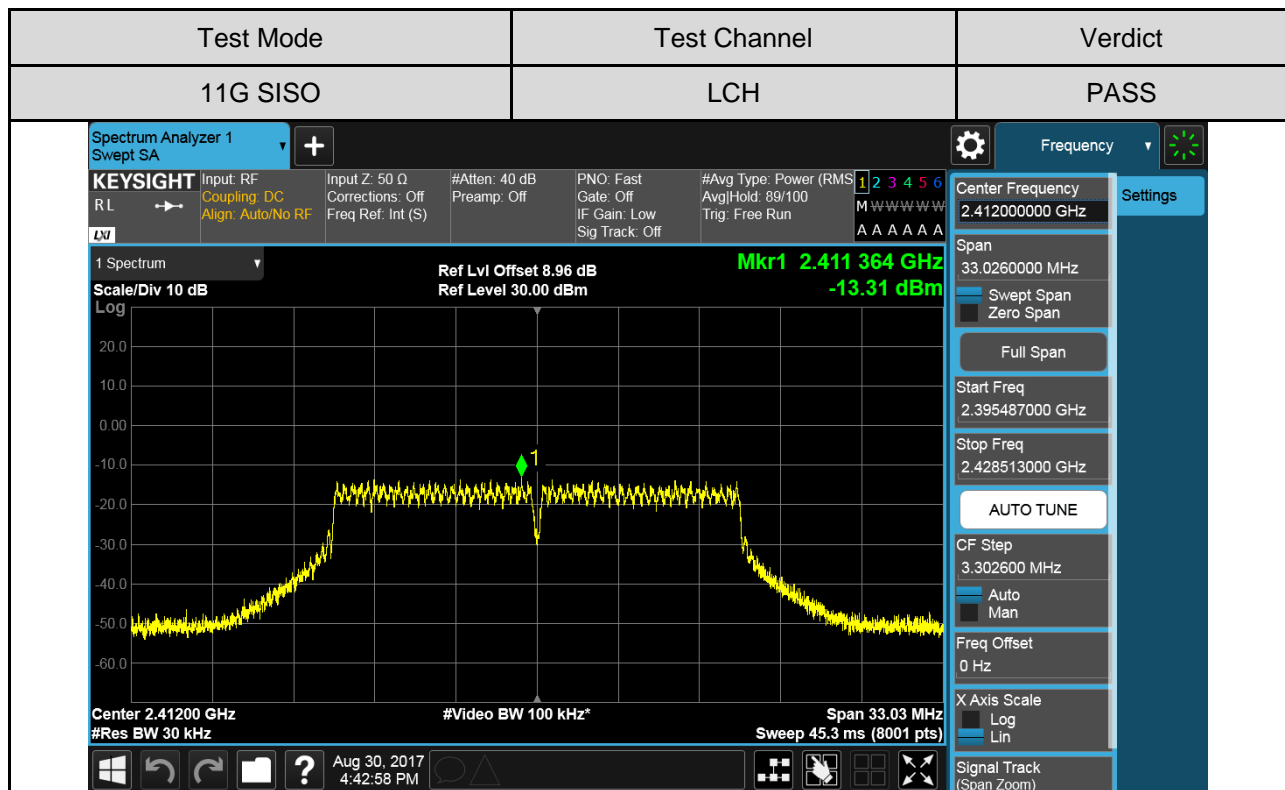 Test Mode Test Channel Verdict
11G SISO LCH PASS
Spectrum Analyzer 1
Swept SA
+
Frequency
KEYSIGHT Input: RF Input Z: 50 Ω #Atten: 40 dB PNO: Fast #Avg Type: Power (RMS 1 2 3 4 5 6
RL Coupling: DC Corrections: Off Preamp: Off Gate: Off Avg|Hold: 89/100 M W W W W W
Align: Auto/No RF Freq Ref: Int (S) IF Gain: Low Trig: Free Run
LXI Sig Track: Off A A A A A A
1 Spectrum
Scale/Div 10 dB
Ref Lvl Offset 8.96 dB
Ref Level 30.00 dBm
Mkr1 2.411 364 GHz
-13.31 dBm
Log
20.0
10.0
0.00
-10.0
-20.0
-30.0
-40.0
-50.0
-60.0
1
Center 2.41200 GHz #Video BW 100 kHz* Span 33.03 MHz
#Res BW 30 kHz Sweep 45.3 ms (8001 pts)
?
Aug 30, 2017
4:42:58 PM
Center Frequency
2.412000000 GHz
Settings
Span
33.0260000 MHz
Swept Span
Zero Span
Full Span
Start Freq
2.395487000 GHz
Stop Freq
2.428513000 GHz
AUTO TUNE
CF Step
3.302600 MHz
Auto
Man
Freq Offset
0 Hz
X Axis Scale
Log
Lin
Signal Track
(Span Zoom)